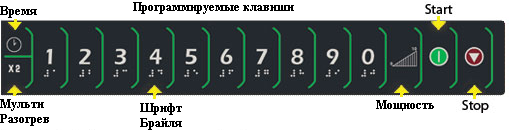 Время
Программируемые клавиши
Start
X2
1 2 3 4 5 6 7 8 9 0
Мульти
Разогрев
Шрифт
Брайля
Мощность
Stop